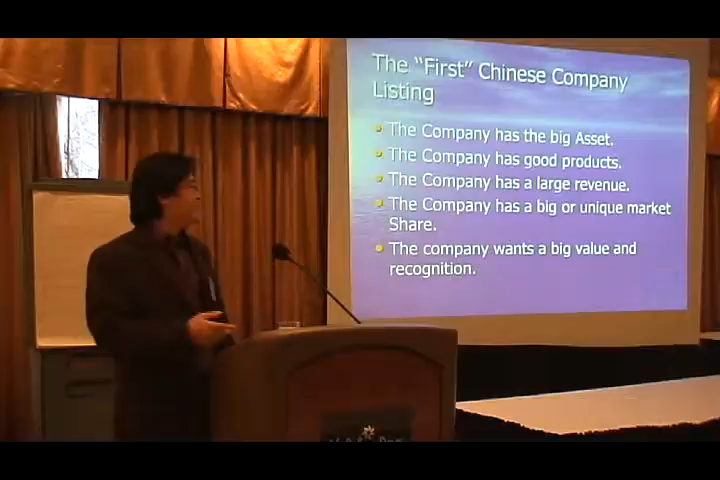 The "First" Chinese Company
Listing
The Company has the big Asset.
The Company has good products.
The Company has a large revenue.
The Company has a big or unique market
Share.
The company wants a big value and
recognition.